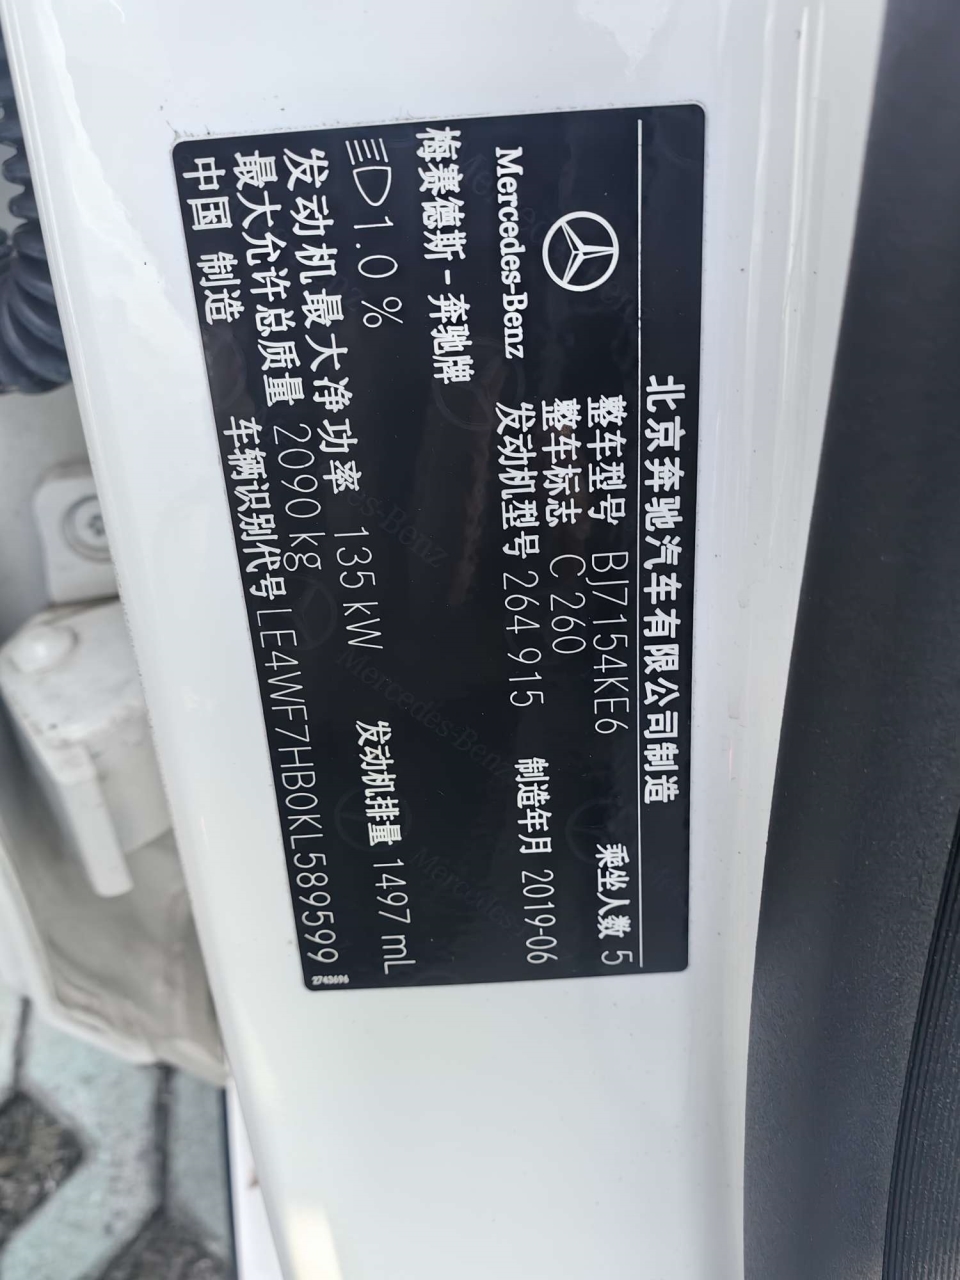 北京奔驰汽车有限公司制造
整车型号 BJ7154KE6 乘坐人数 5
整车标志 C 260
Mercedes-Benz 发动机型号 264 915 制造年月 2019-06
梅赛德斯-奔驰牌
1.0 % 发动机排量 1497 mL
发动机最大净功率 135 kW
最大允许总质量 2090 kg
中国 制造 车辆识别代号 LE4WF7HB0KL589599
2743696